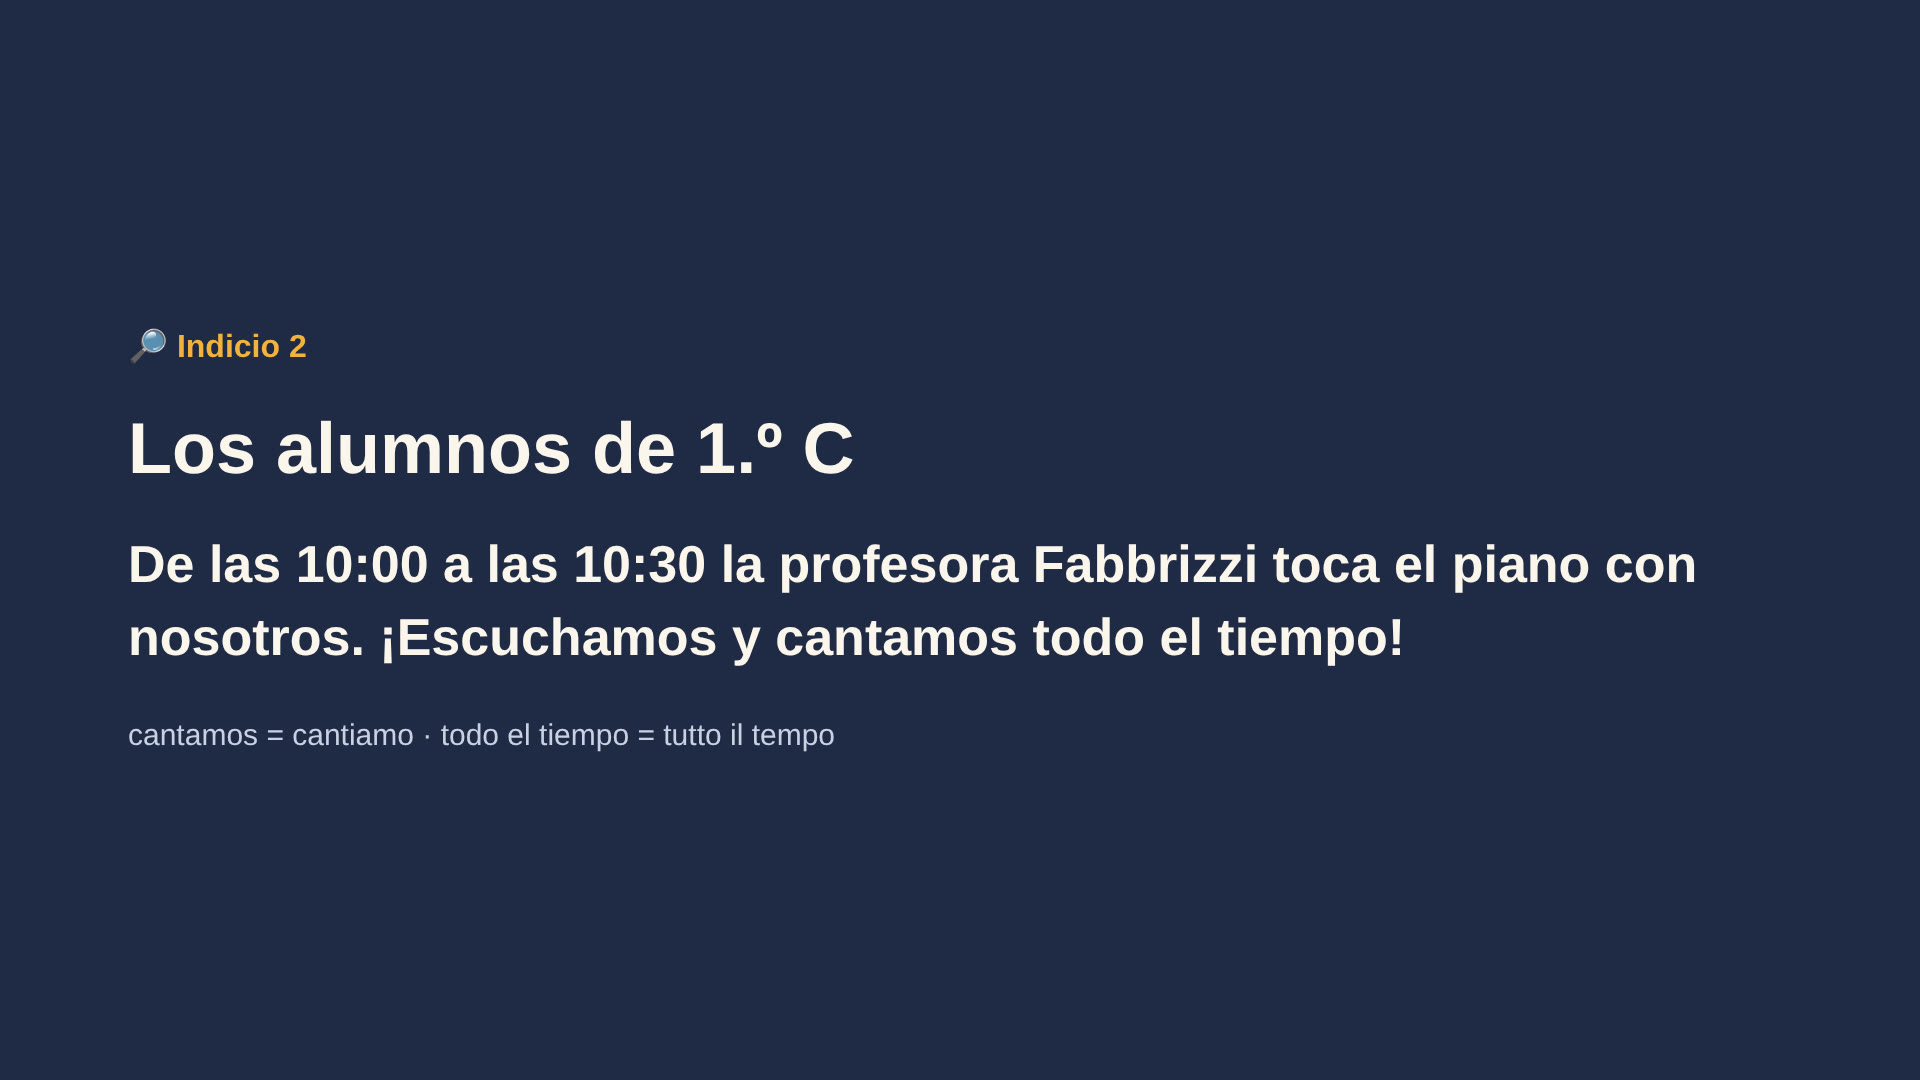 🔎 Indicio 2
Los alumnos de 1.º C
De las 10:00 a las 10:30 la profesora Fabbrizzi toca el piano con
nosotros. ¡Escuchamos y cantamos todo el tiempo!
cantamos = cantiamo · todo el tiempo = tutto il tempo